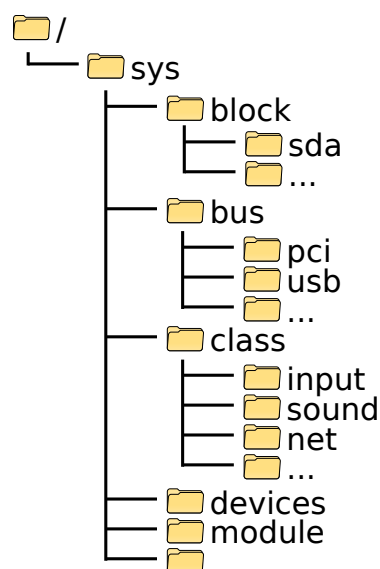 /
sys
block
sda
...
bus
pci
usb
...
class
input
sound
net
...
devices
module